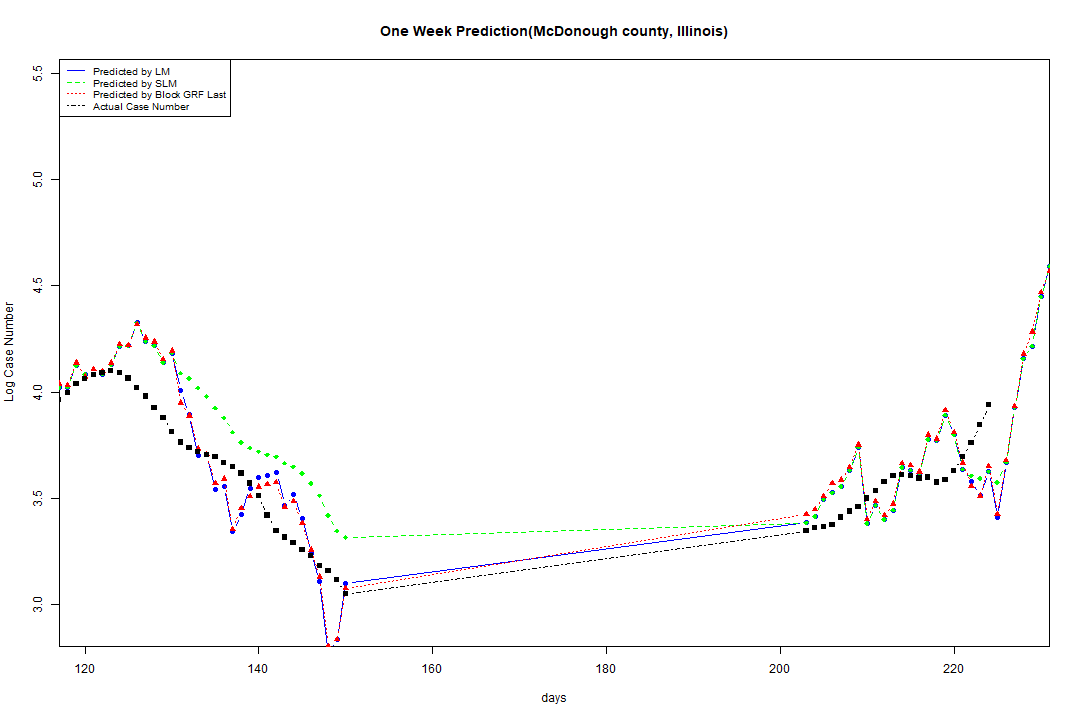 One Week Prediction(McDonough county, Illinois)
Predicted by LM
Predicted by SLM
Predicted by Block GRF Last
Actual Case Number
5.5
5.0
4.5
4.0
3.5
3.0
Log Case Number
120 140 160 180 200 220
days